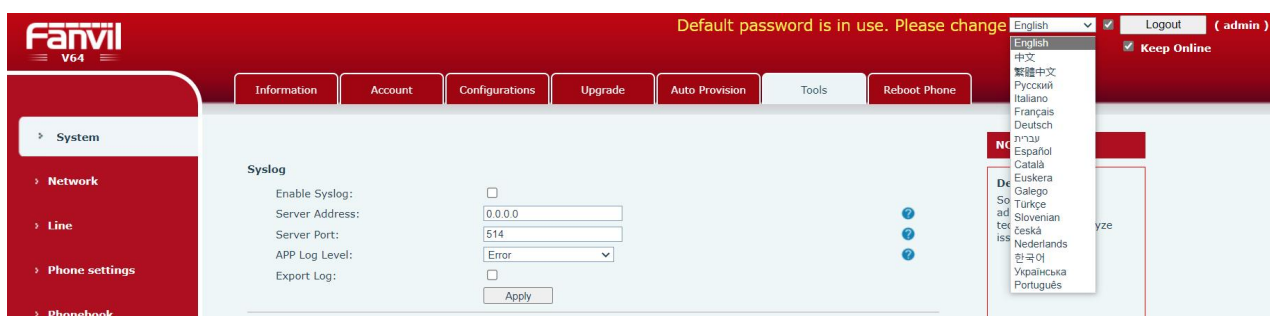 Fanvil
V64
Default password is in use. Please change
English
Logout
( admin )
Keep Online
English
中文
繁體中文
Русский
Italiano
Français
Deutsch
עברית
Español
Català
Euskera
Galego
Türkçe
Slovenian
česká
Nederlands
한국어
Українська
Português
Information
Account
Configurations
Upgrade
Auto Provision
Tools
Reboot Phone
System
Network
Line
Phone settings
Phonebook
Syslog
Enable Syslog:
Server Address:
0.0.0.0
Server Port:
514
APP Log Level:
Error
Export Log:
Apply